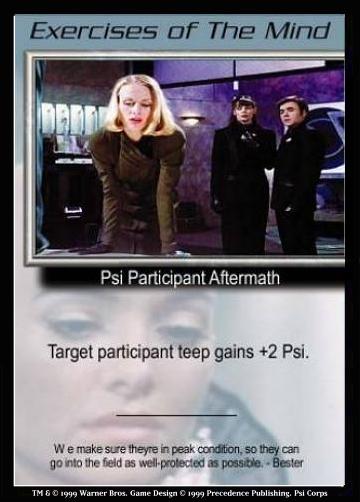 Exercises of The Mind
Psi Participant Aftermath
Target participant teep gains +2 Psi.
W e make sure theyre in peak condition, so they can
go into the field as well-protected as possible. - Bester
TM & © 1999 Warner Bros. Game Design © 1999 Precedence Publishing. Psi Corps